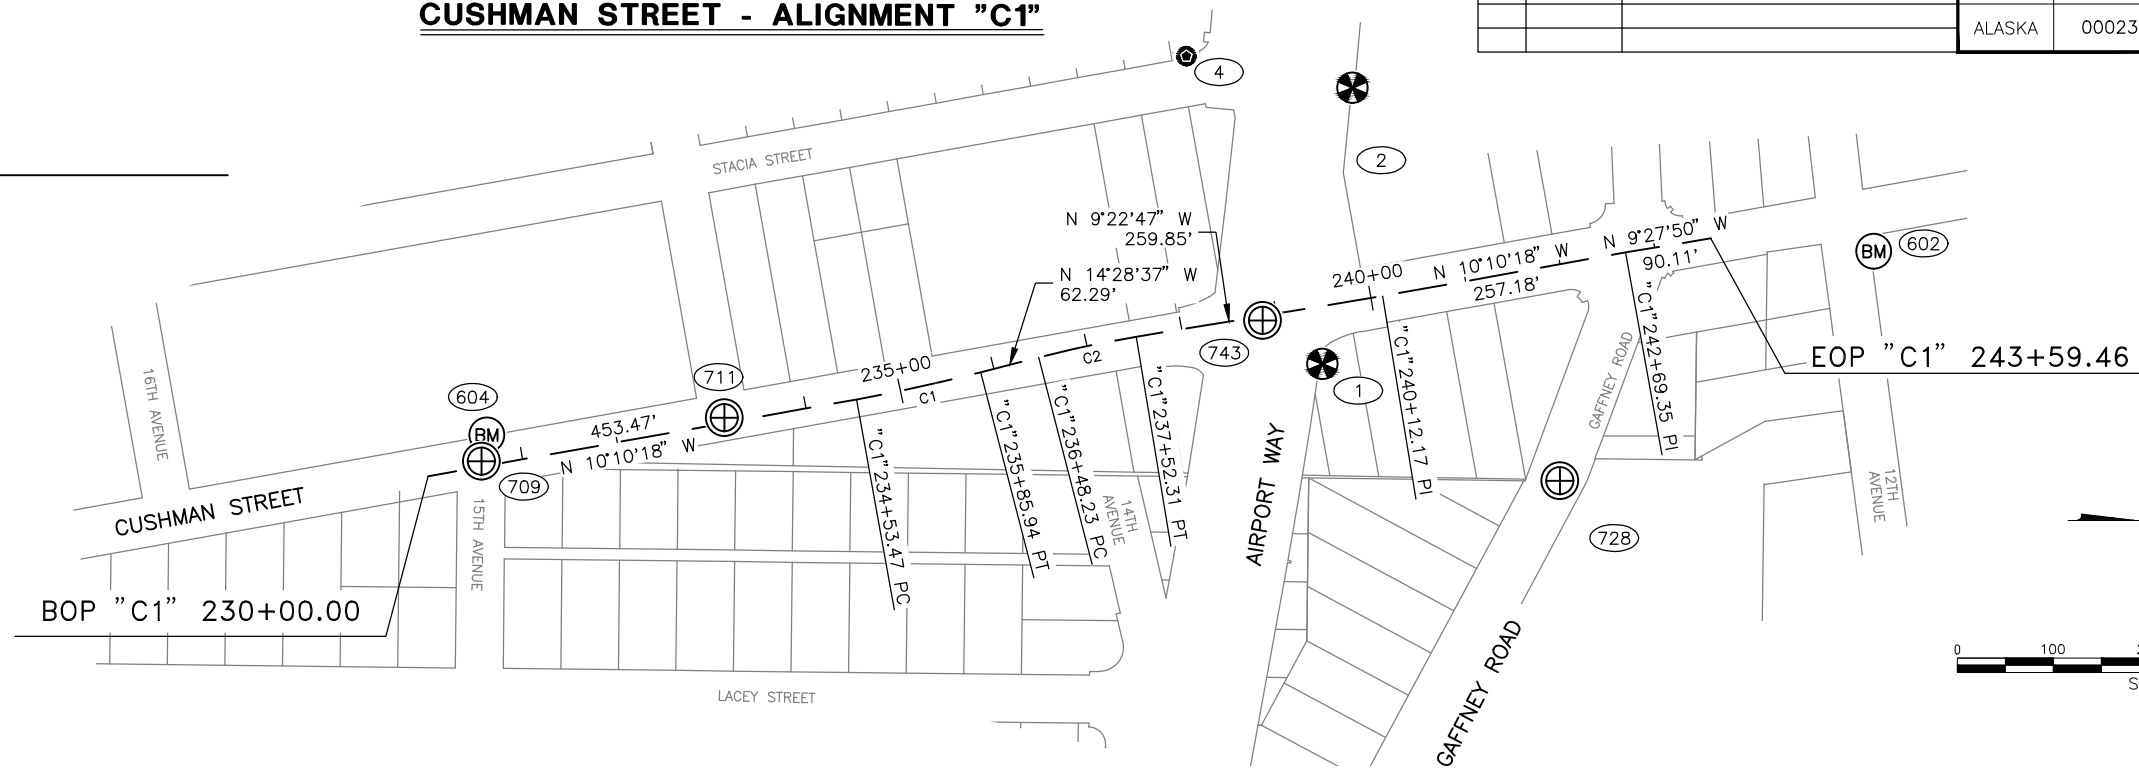 CUSHMAN STREET - ALIGNMENT "C1"
ALASKA 00023
4
2
STACIA STREET
N 9°22'47" W
259.85'
N 14°28'37" W
62.29'
240+00
N 10°10'18" W
257.18'
N 9°27'50" W
90.11'
BM
602
EOP "C1" 243+59.46
743
1
235+00
C1
C2
711
604
BM
453.47'
N 10°10'18" W
709
16TH AVENUE
CUSHMAN STREET
15TH AVENUE
BOP "C1" 230+00.00
"C1" 234+53.47 PC
"C1" 235+85.94 PT
"C1" 236+48.23 PC
14TH
AVENUE
"C1" 237+52.31 PT
"C1" 240+12.17 PI
"C1" 242+69.35 PI
AIRPORT WAY
GAFFNEY ROAD
728
12TH
AVENUE
GAFFNEY ROAD
LACEY STREET
0 100